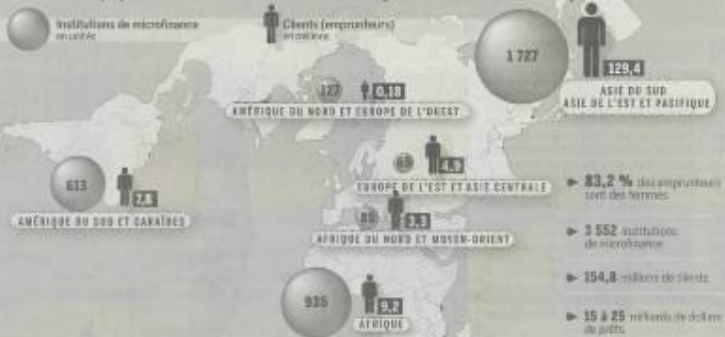 Institutions de microfinance
en unités
Clients (emprunteurs)
en millions
1 727
129,4
ASIE DU SUD
ASIE DE L'EST ET PACIFIQUE
127
0,18
AMÉRIQUE DU NORD ET EUROPE DE L'OUEST
4,9
EUROPE DE L'EST ET ASIE CENTRALE
613
7,8
AMÉRIQUE DU SUD ET CARAÏBES
3,3
AFRIQUE DU NORD ET MOYEN-ORIENT
935
9,2
AFRIQUE
83,2 % des emprunteurs
sont des femmes
3 552 institutions
de microfinance
154,8 millions de clients
15 à 25 milliards de dollars
de prêts